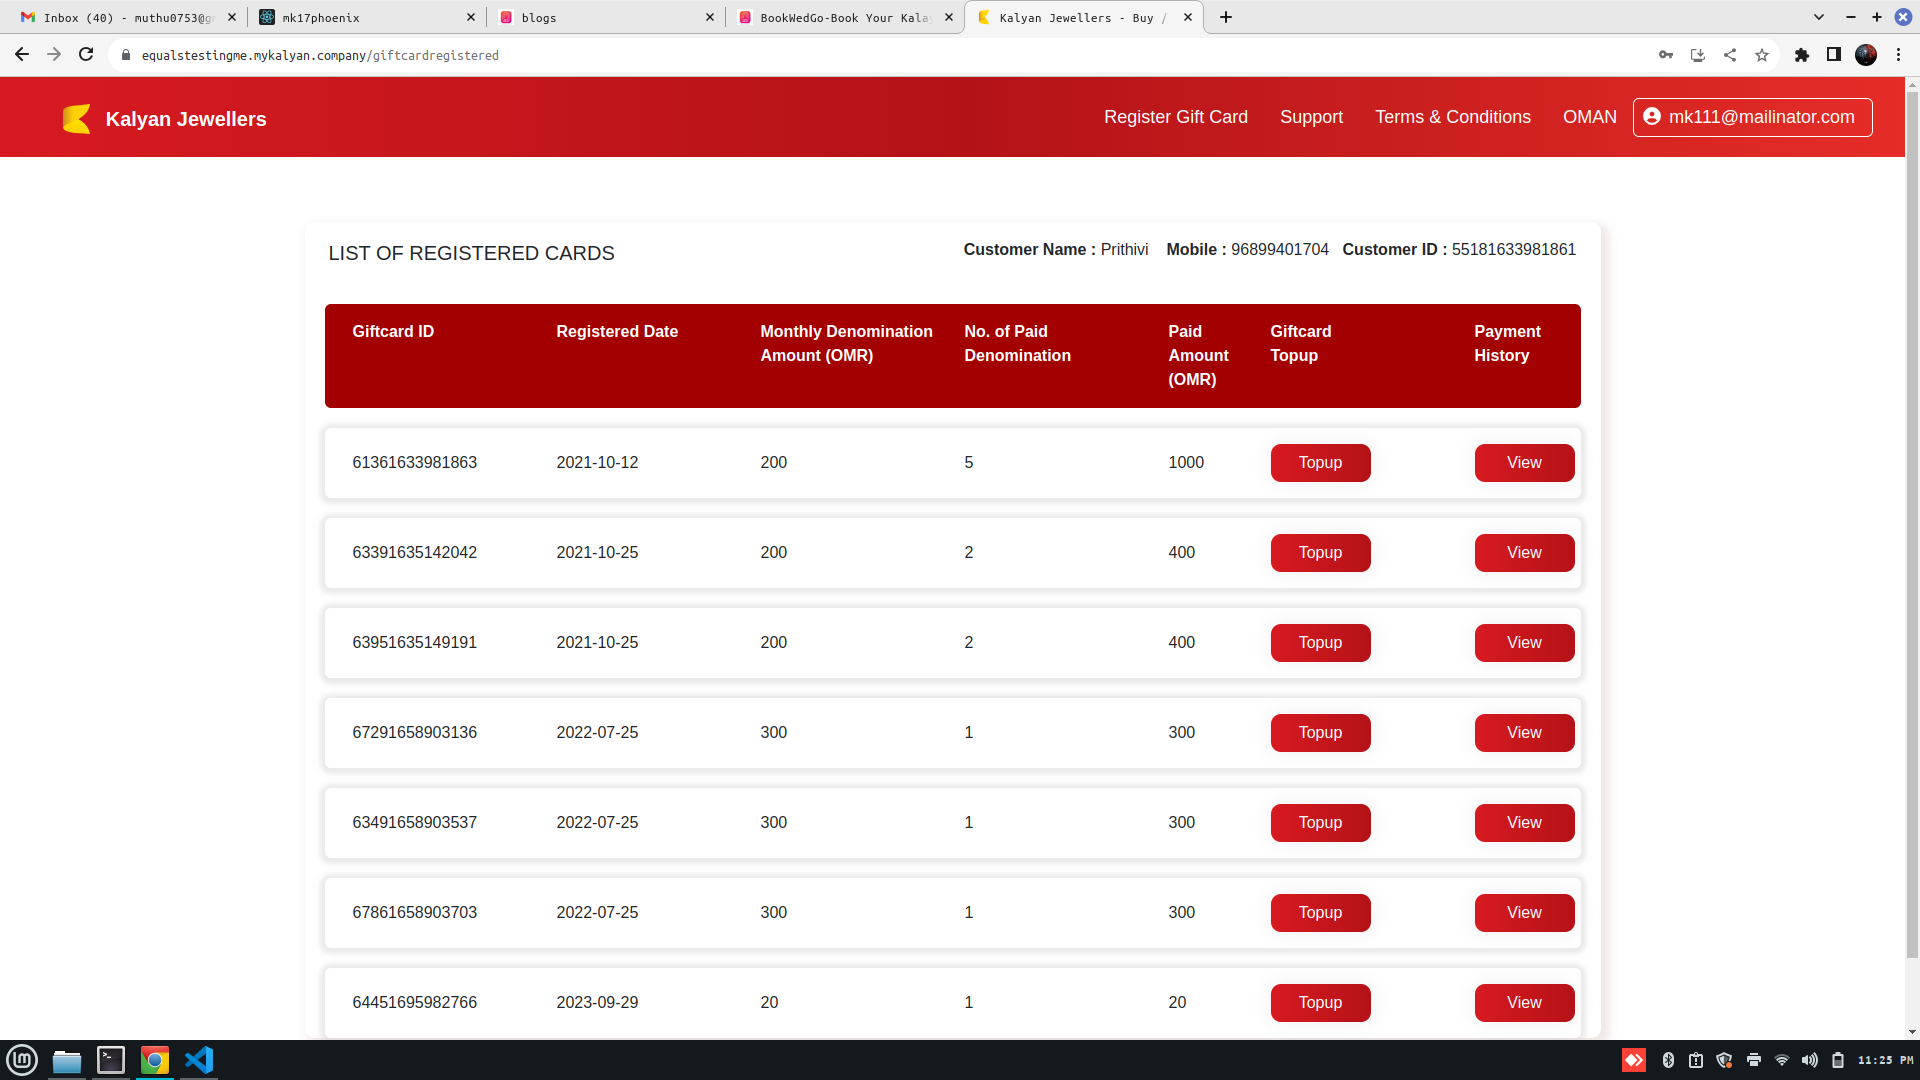 Inbox (40) - muthu0753@g
mk17phoenix
blogs
BookWedGo-Book Your Kala
Kalyan Jewellers - Buy /
equalstestingme.mykalyan.company/giftcardregistered
Kalyan Jewellers
Register Gift Card
Support
Terms & Conditions
OMAN
mk111@mailinator.com
LIST OF REGISTERED CARDS
Customer Name : Prithivi Mobile : 96899401704 Customer ID : 55181633981861
Giftcard ID
Registered Date
Monthly Denomination
Amount (OMR)
No. of Paid
Denomination
Paid
Amount
(OMR)
Giftcard
Topup
Payment
History
61361633981863 2021-10-12 200 5 1000 Topup View
63391635142042 2021-10-25 200 2 400 Topup View
63951635149191 2021-10-25 200 2 400 Topup View
67291658903136 2022-07-25 300 1 300 Topup View
63491658903537 2022-07-25 300 1 300 Topup View
67861658903703 2022-07-25 300 1 300 Topup View
64451695982766 2023-09-29 20 1 20 Topup View
11:25 PM